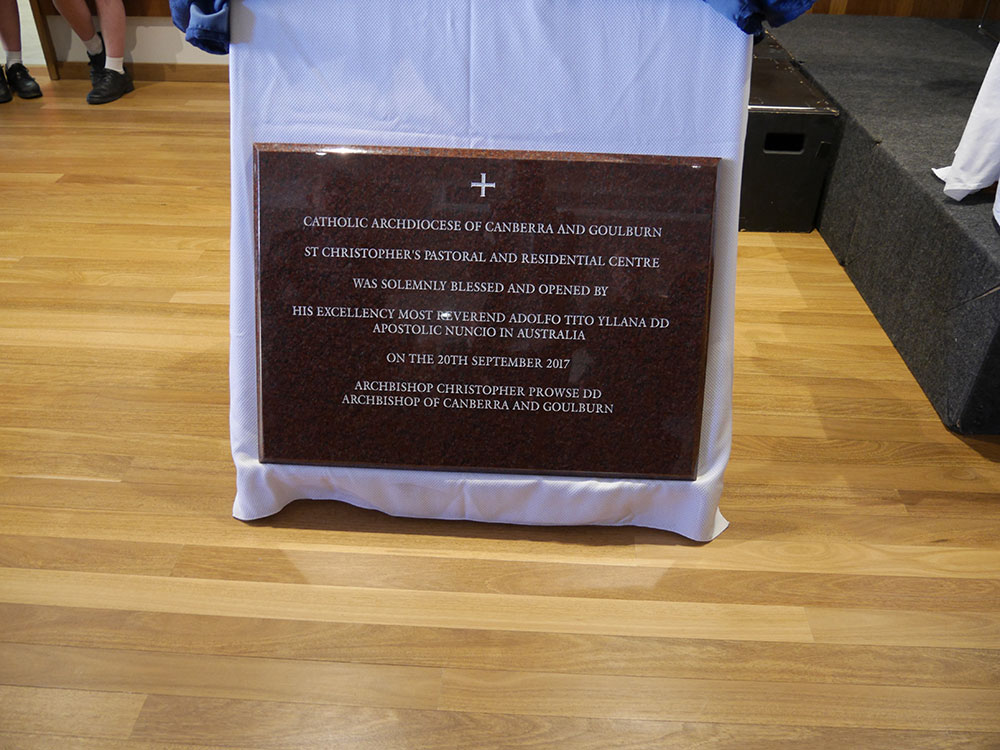 CATHOLIC ARCHDIOCESE OF CANBERRA AND GOULBURN
ST CHRISTOPHER'S PASTORAL AND RESIDENTIAL CENTRE
WAS SOLEMNLY BLESSED AND OPENED BY
HIS EXCELLENCY MOST REVEREND ADOLFO TITO YLLANA DD
APOSTOLIC NUNCIO IN AUSTRALIA
ON THE 20TH SEPTEMBER 2017
ARCHBISHOP CHRISTOPHER PROWSE DD
ARCHBISHOP OF CANBERRA AND GOULBURN